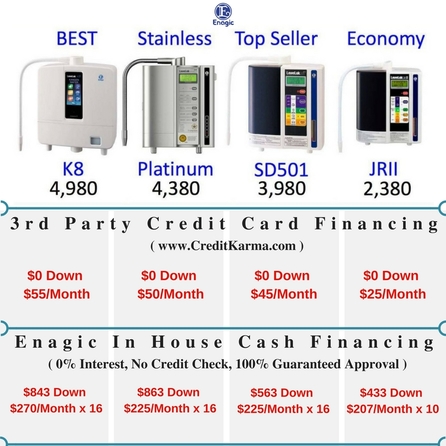 Enagic
BEST Stainless Top Seller Economy
K8 Platinum SD501 JRII
4,980 4,380 3,980 2,380
3rd Party Credit Card Financing
( www.CreditKarma.com )
$0 Down $0 Down $0 Down $0 Down
$55/Month $50/Month $45/Month $25/Month
Enagic In House Cash Financing
( 0% Interest, No Credit Check, 100% Guaranteed Approval )
$843 Down $863 Down $563 Down $433 Down
$270/Month x 16 $225/Month x 16 $225/Month x 16 $207/Month x 10